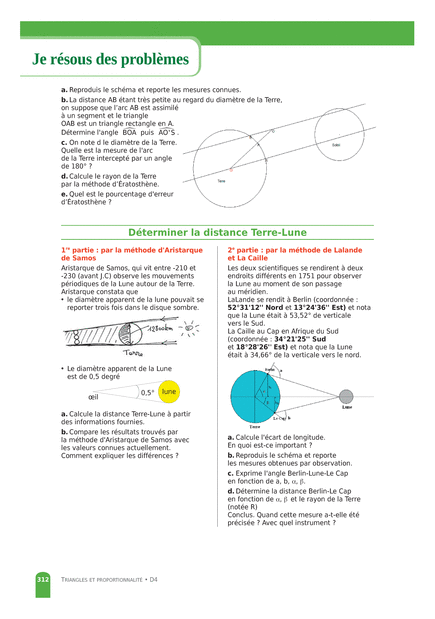 Je résous des problèmes
a. Reproduis le schéma et reporte les mesures connues.
b. La distance AB étant très petite au regard du diamètre de la Terre,
on suppose que l'arc AB est assimilé
à un segment et le triangle
OAB est un triangle rectangle en A.
Détermine l'angle BOA puis AO'S .
c. On note d le diamètre de la Terre.
Quelle est la mesure de l'arc
de la Terre intercepté par un angle
de 180° ?
d. Calcule le rayon de la Terre
par la méthode d'Ératosthène.
e. Quel est le pourcentage d'erreur
d'Ératosthène ?
Terre
Soleil
Déterminer la distance Terre-Lune
1re partie : par la méthode d'Aristarque
de Samos
Aristarque de Samos, qui vit entre -210 et
-230 (avant J.C) observe les mouvements
périodiques de la Lune autour de la Terre.
Aristarque constata que
• le diamètre apparent de la lune pouvait se
reporter trois fois dans le disque sombre.
12800km
Terre
• Le diamètre apparent de la Lune
est de 0,5 degré
œil
0,5°
lune
a. Calcule la distance Terre-Lune à partir
des informations fournies.
b. Compare les résultats trouvés par
la méthode d'Aristarque de Samos avec
les valeurs connues actuellement.
Comment expliquer les différences ?
2e partie : par la méthode de Lalande
et La Caille
Les deux scientifiques se rendirent à deux
endroits différents en 1751 pour observer
la Lune au moment de son passage
au méridien.
LaLande se rendit à Berlin (coordonnée :
52°31'12'' Nord et 13°24'36'' Est) et nota
que la Lune était à 53,52° de verticale
vers le Sud.
La Caille au Cap en Afrique du Sud
(coordonnée : 34°21'25'' Sud
et 18°28'26'' Est) et nota que la Lune
était à 34,66° de la verticale vers le nord.
Berlin
a
Le Cap
b
Lune
Terre
a. Calcule l'écart de longitude.
En quoi est-ce important ?
b. Reproduis le schéma et reporte
les mesures obtenues par observation.
c. Exprime l'angle Berlin-Lune-Le Cap
en fonction de a, b, α, β.
d. Détermine la distance Berlin-Le Cap
en fonction de α, β et le rayon de la Terre
(notée R)
Conclus. Quand cette mesure a-t-elle été
précisée ? Avec quel instrument ?
312
TRIANGLES ET PROPORTIONNALITÉ • D4